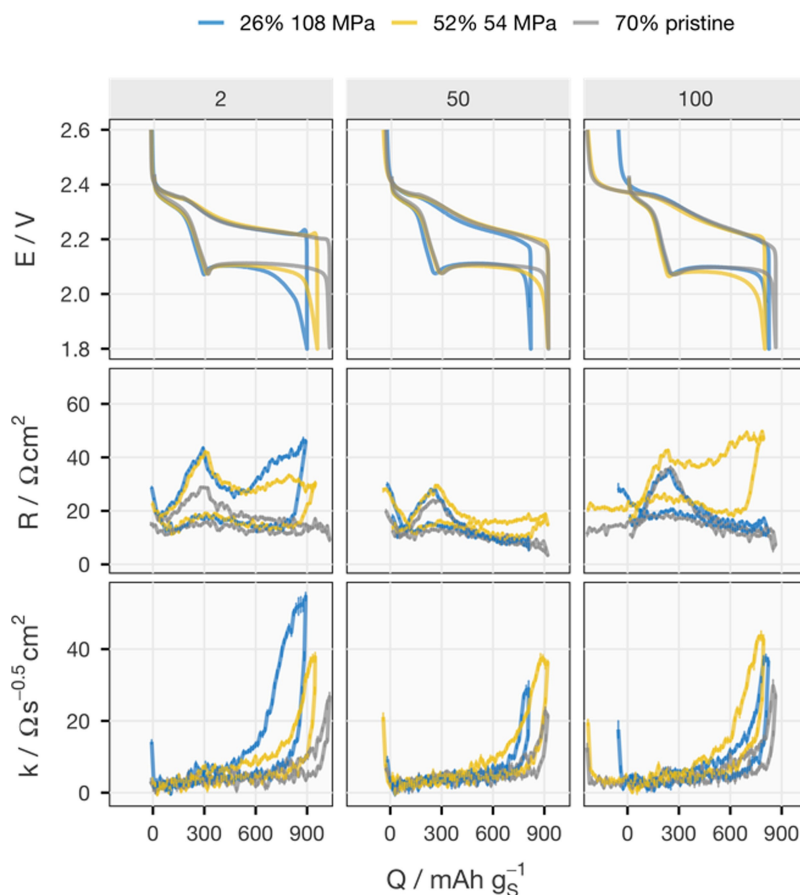 26% 108 MPa 52% 54 MPa 70% pristine
2 50 100
E / V
2.6
2.4
2.2
2.0
1.8
R / Ωcm²
60
40
20
0
k / Ωs⁻⁰·⁵cm²
40
20
0
0 300 600 900 0 300 600 900 0 300 600 900
Q / mAh g_S⁻¹